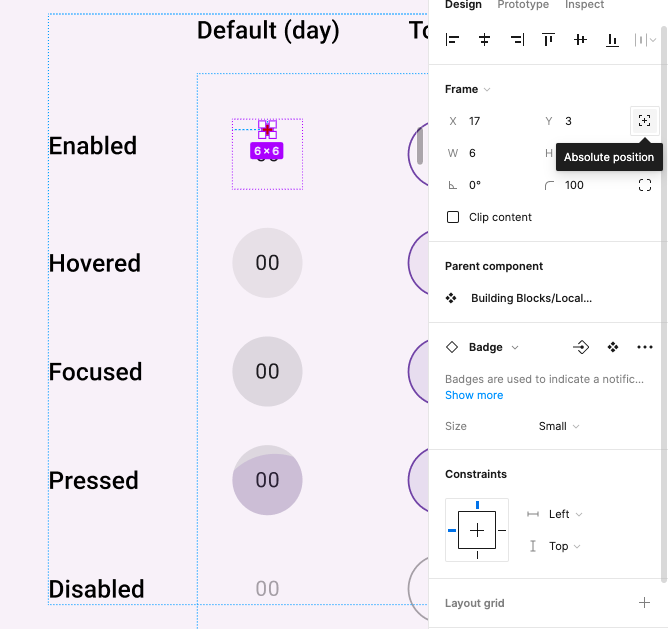 Design Prototype Inspect
Default (day)
Frame
X 17 Y 3
Enabled
6 × 6
W 6 H
Absolute position
0° 100
Clip content
Hovered
00
Parent component
Building Blocks/Local...
Badge
Focused
00
Badges are used to indicate a notific...
Show more
Size Small
Pressed
00
Constraints
Left
Top
Disabled
00
Layout grid